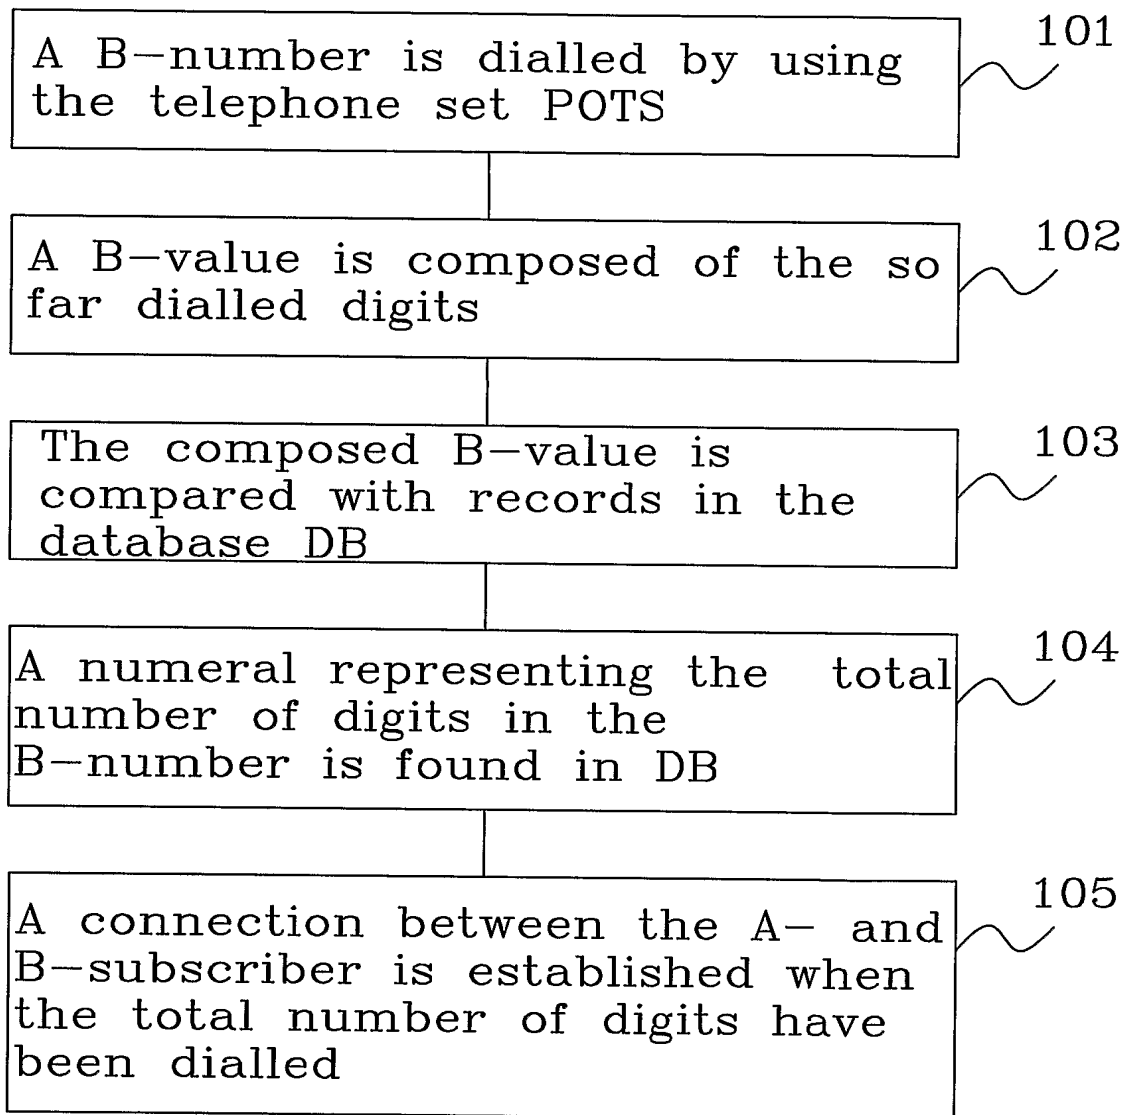 101
A B-number is dialled by using
the telephone set POTS
102
A B-value is composed of the so
far dialled digits
103
The composed B-value is
compared with records in the
database DB
104
A numeral representing the total
number of digits in the
B-number is found in DB
105
A connection between the A- and
B-subscriber is established when
the total number of digits have
been dialled